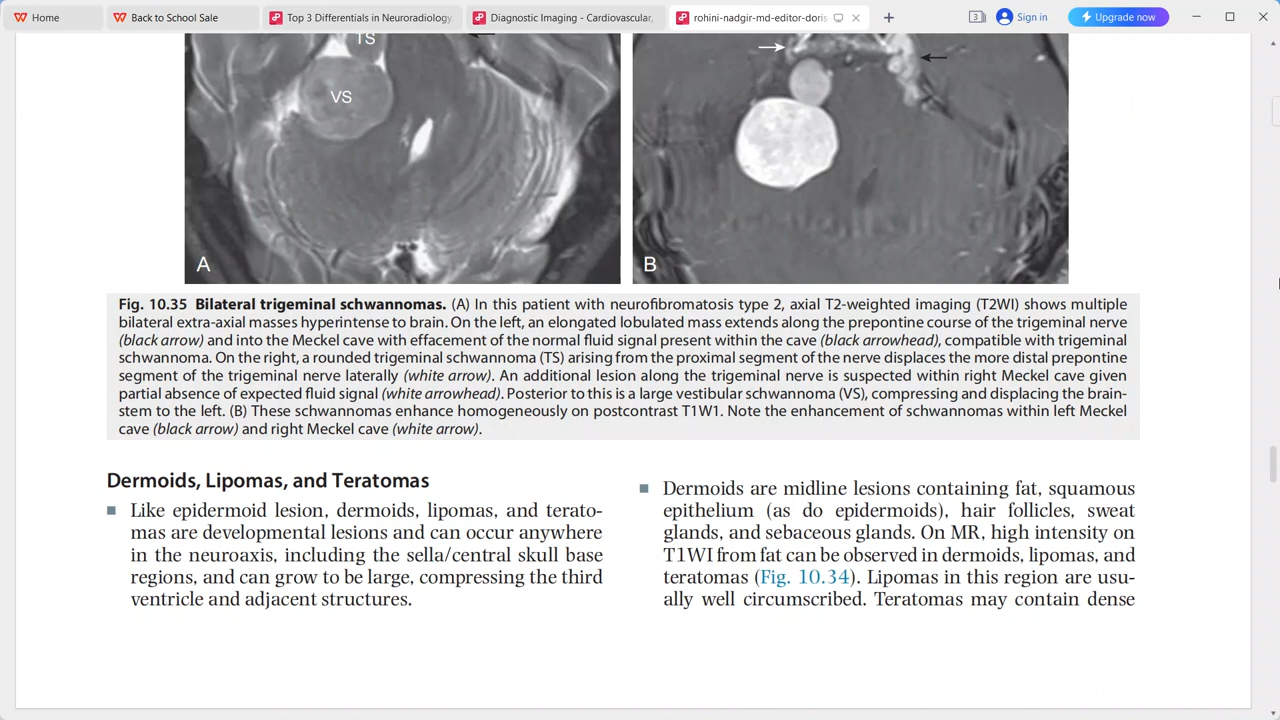 Home
Back to School Sale
Top 3 Differentials in Neuroradiology
Diagnostic Imaging - Cardiovascular,
rohini-nadgir-md-editor-doris
3
Sign in
Upgrade now
TS
VS
A
B
Fig. 10.35 Bilateral trigeminal schwannomas. (A) In this patient with neurofibromatosis type 2, axial T2-weighted imaging (T2WI) shows multiple
bilateral extra-axial masses hyperintense to brain. On the left, an elongated lobulated mass extends along the prepontine course of the trigeminal nerve
(black arrow) and into the Meckel cave with effacement of the normal fluid signal present within the cave (black arrowhead), compatible with trigeminal
schwannoma. On the right, a rounded trigeminal schwannoma (TS) arising from the proximal segment of the nerve displaces the more distal prepontine
segment of the trigeminal nerve laterally (white arrow). An additional lesion along the trigeminal nerve is suspected within right Meckel cave given
partial absence of expected fluid signal (white arrowhead). Posterior to this is a large vestibular schwannoma (VS), compressing and displacing the brain-
stem to the left. (B) These schwannomas enhance homogeneously on postcontrast T1W1. Note the enhancement of schwannomas within left Meckel
cave (black arrow) and right Meckel cave (white arrow).
Dermoids, Lipomas, and Teratomas
■ Like epidermoid lesion, dermoids, lipomas, and terato-
mas are developmental lesions and can occur anywhere
in the neuroaxis, including the sella/central skull base
regions, and can grow to be large, compressing the third
ventricle and adjacent structures.
■ Dermoids are midline lesions containing fat, squamous
epithelium (as do epidermoids), hair follicles, sweat
glands, and sebaceous glands. On MR, high intensity on
T1WI from fat can be observed in dermoids, lipomas, and
teratomas (Fig. 10.34). Lipomas in this region are usu-
ally well circumscribed. Teratomas may contain dense